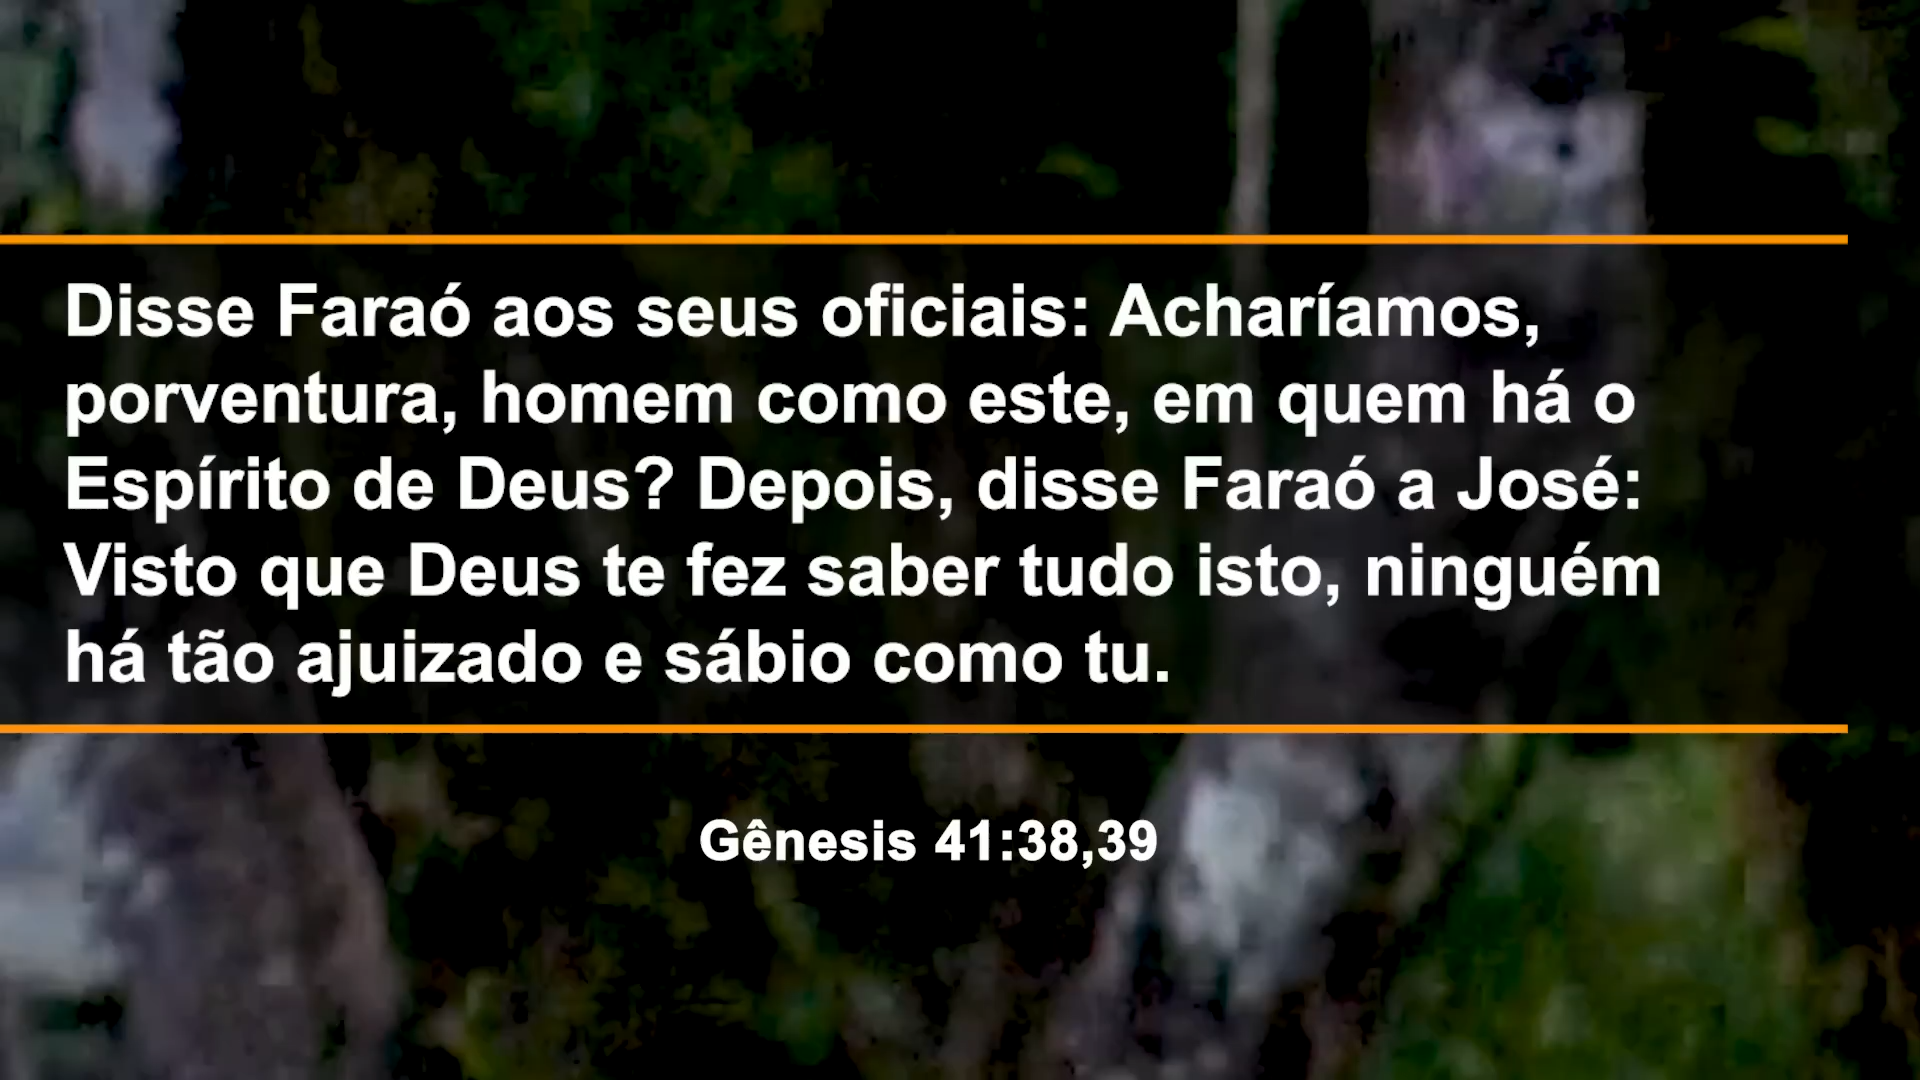 Disse Faraó aos seus oficiais: Acharíamos,
porventura, homem como este, em quem há o
Espírito de Deus? Depois, disse Faraó a José:
Visto que Deus te fez saber tudo isto, ninguém
há tão ajuizado e sábio como tu.
Gênesis 41:38,39